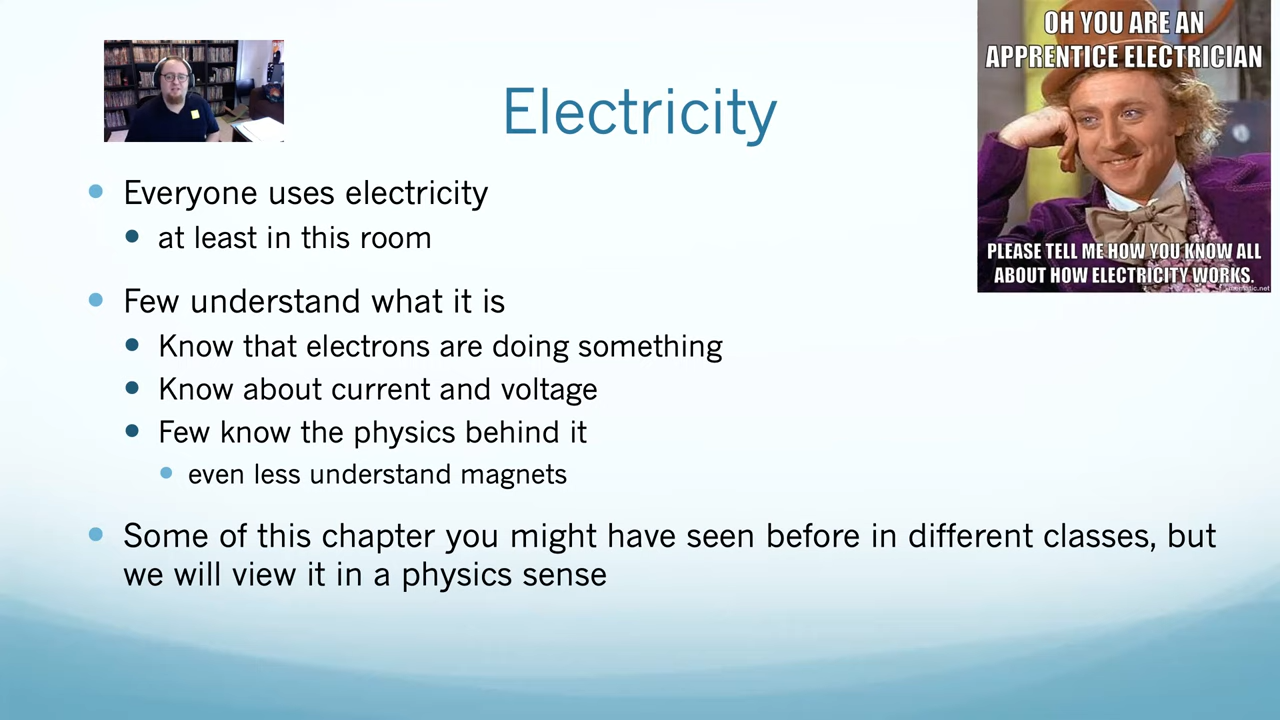 Electricity
Everyone uses electricity
at least in this room
Few understand what it is
Know that electrons are doing something
Know about current and voltage
Few know the physics behind it
even less understand magnets
Some of this chapter you might have seen before in different classes, but
we will view it in a physics sense
OH YOU ARE AN
APPRENTICE ELECTRICIAN
PLEASE TELL ME HOW YOU KNOW ALL
ABOUT HOW ELECTRICITY WORKS.